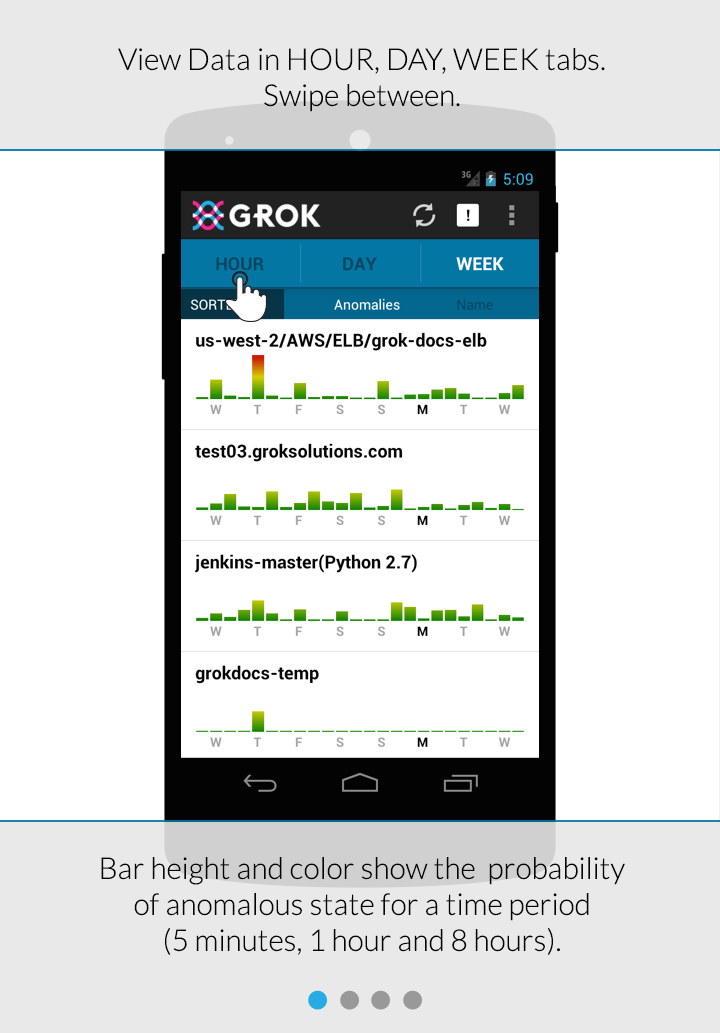 View Data in HOUR, DAY, WEEK tabs.
Swipe between.
3G 5:09
GROK !
HOUR DAY WEEK
Anomalies Name
us-west-2/AWS/ELB/grok-docs-elb
W T F S S M T W
test03.groksolutions.com
W T F S S M T W
jenkins-master(Python 2.7)
W T F S S M T W
grokdocs-temp
W T F S S M T W
Bar height and color show the probability
of anomalous state for a time period
(5 minutes, 1 hour and 8 hours).